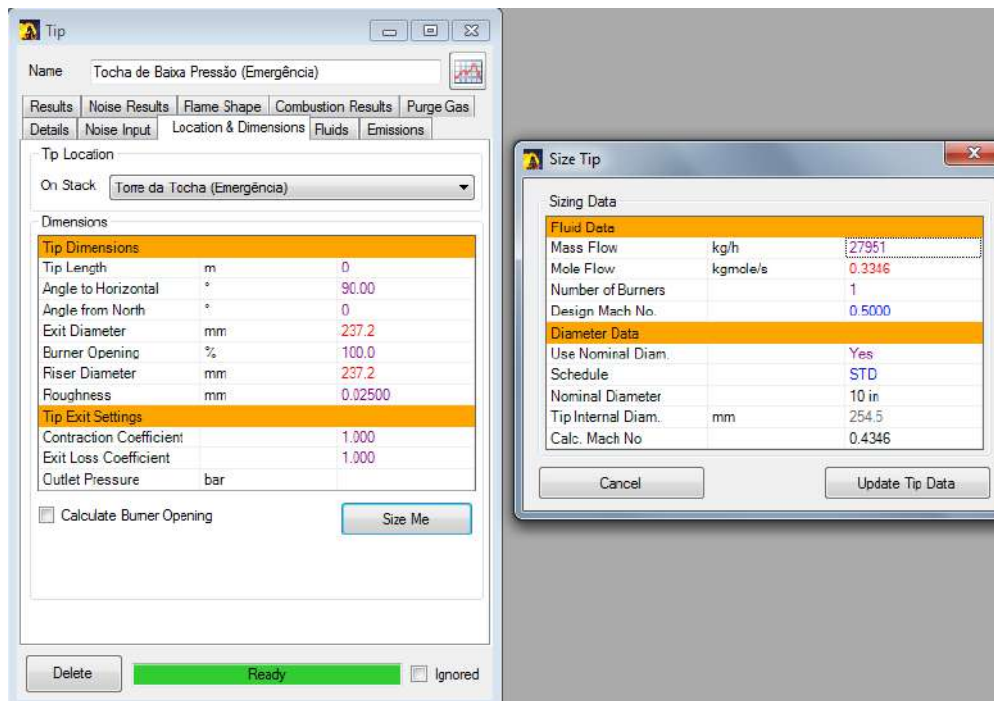 Tip
Name Tocha de Baixa Pressão (Emergência)
Results Noise Results Flame Shape Combustion Results Purge Gas
Details Noise Input Location & Dimensions Fluids Emissions
Tip Location
On Stack Torre da Tocha (Emergência)
Dimensions
Tip Dimensions
Tip Length m 0
Angle to Horizontal ° 90.00
Angle from North ° 0
Exit Diameter mm 237.2
Burner Opening % 100.0
Riser Diameter mm 237.2
Roughness mm 0.02500
Tip Exit Settings
Contraction Coefficient 1.000
Exit Loss Coefficient 1.000
Outlet Pressure bar
Calculate Burner Opening Size Me
Delete Ready Ignored
Size Tip
Sizing Data
Fluid Data
Mass Flow kg/h 27951
Mole Flow kgmole/s 0.3346
Number of Burners 1
Design Mach No. 0.5000
Diameter Data
Use Nominal Diam. Yes
Schedule STD
Nominal Diameter 10 in
Tip Internal Diam. mm 254.5
Calc. Mach No 0.4346
Cancel Update Tip Data